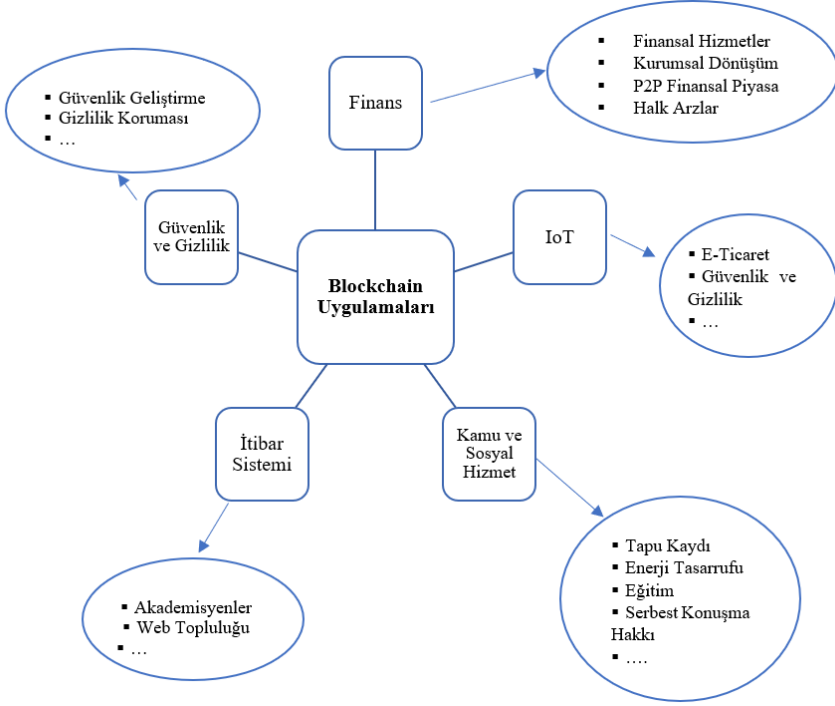 Finans
▪ Finansal Hizmetler
▪ Kurumsal Dönüşüm
▪ P2P Finansal Piyasa
▪ Halk Arzlar
▪ Güvenlik Geliştirme
▪ Gizlilik Koruması
▪ …
Güvenlik
ve Gizlilik
IoT
▪ E-Ticaret
▪ Güvenlik ve
Gizlilik
▪ …
Blockchain
Uygulamaları
İtibar
Sistemi
Kamu ve
Sosyal
Hizmet
▪ Akademisyenler
▪ Web Topluluğu
▪ …
▪ Tapu Kaydı
▪ Enerji Tasarrufu
▪ Eğitim
▪ Serbest Konuşma
Hakkı
▪ ….